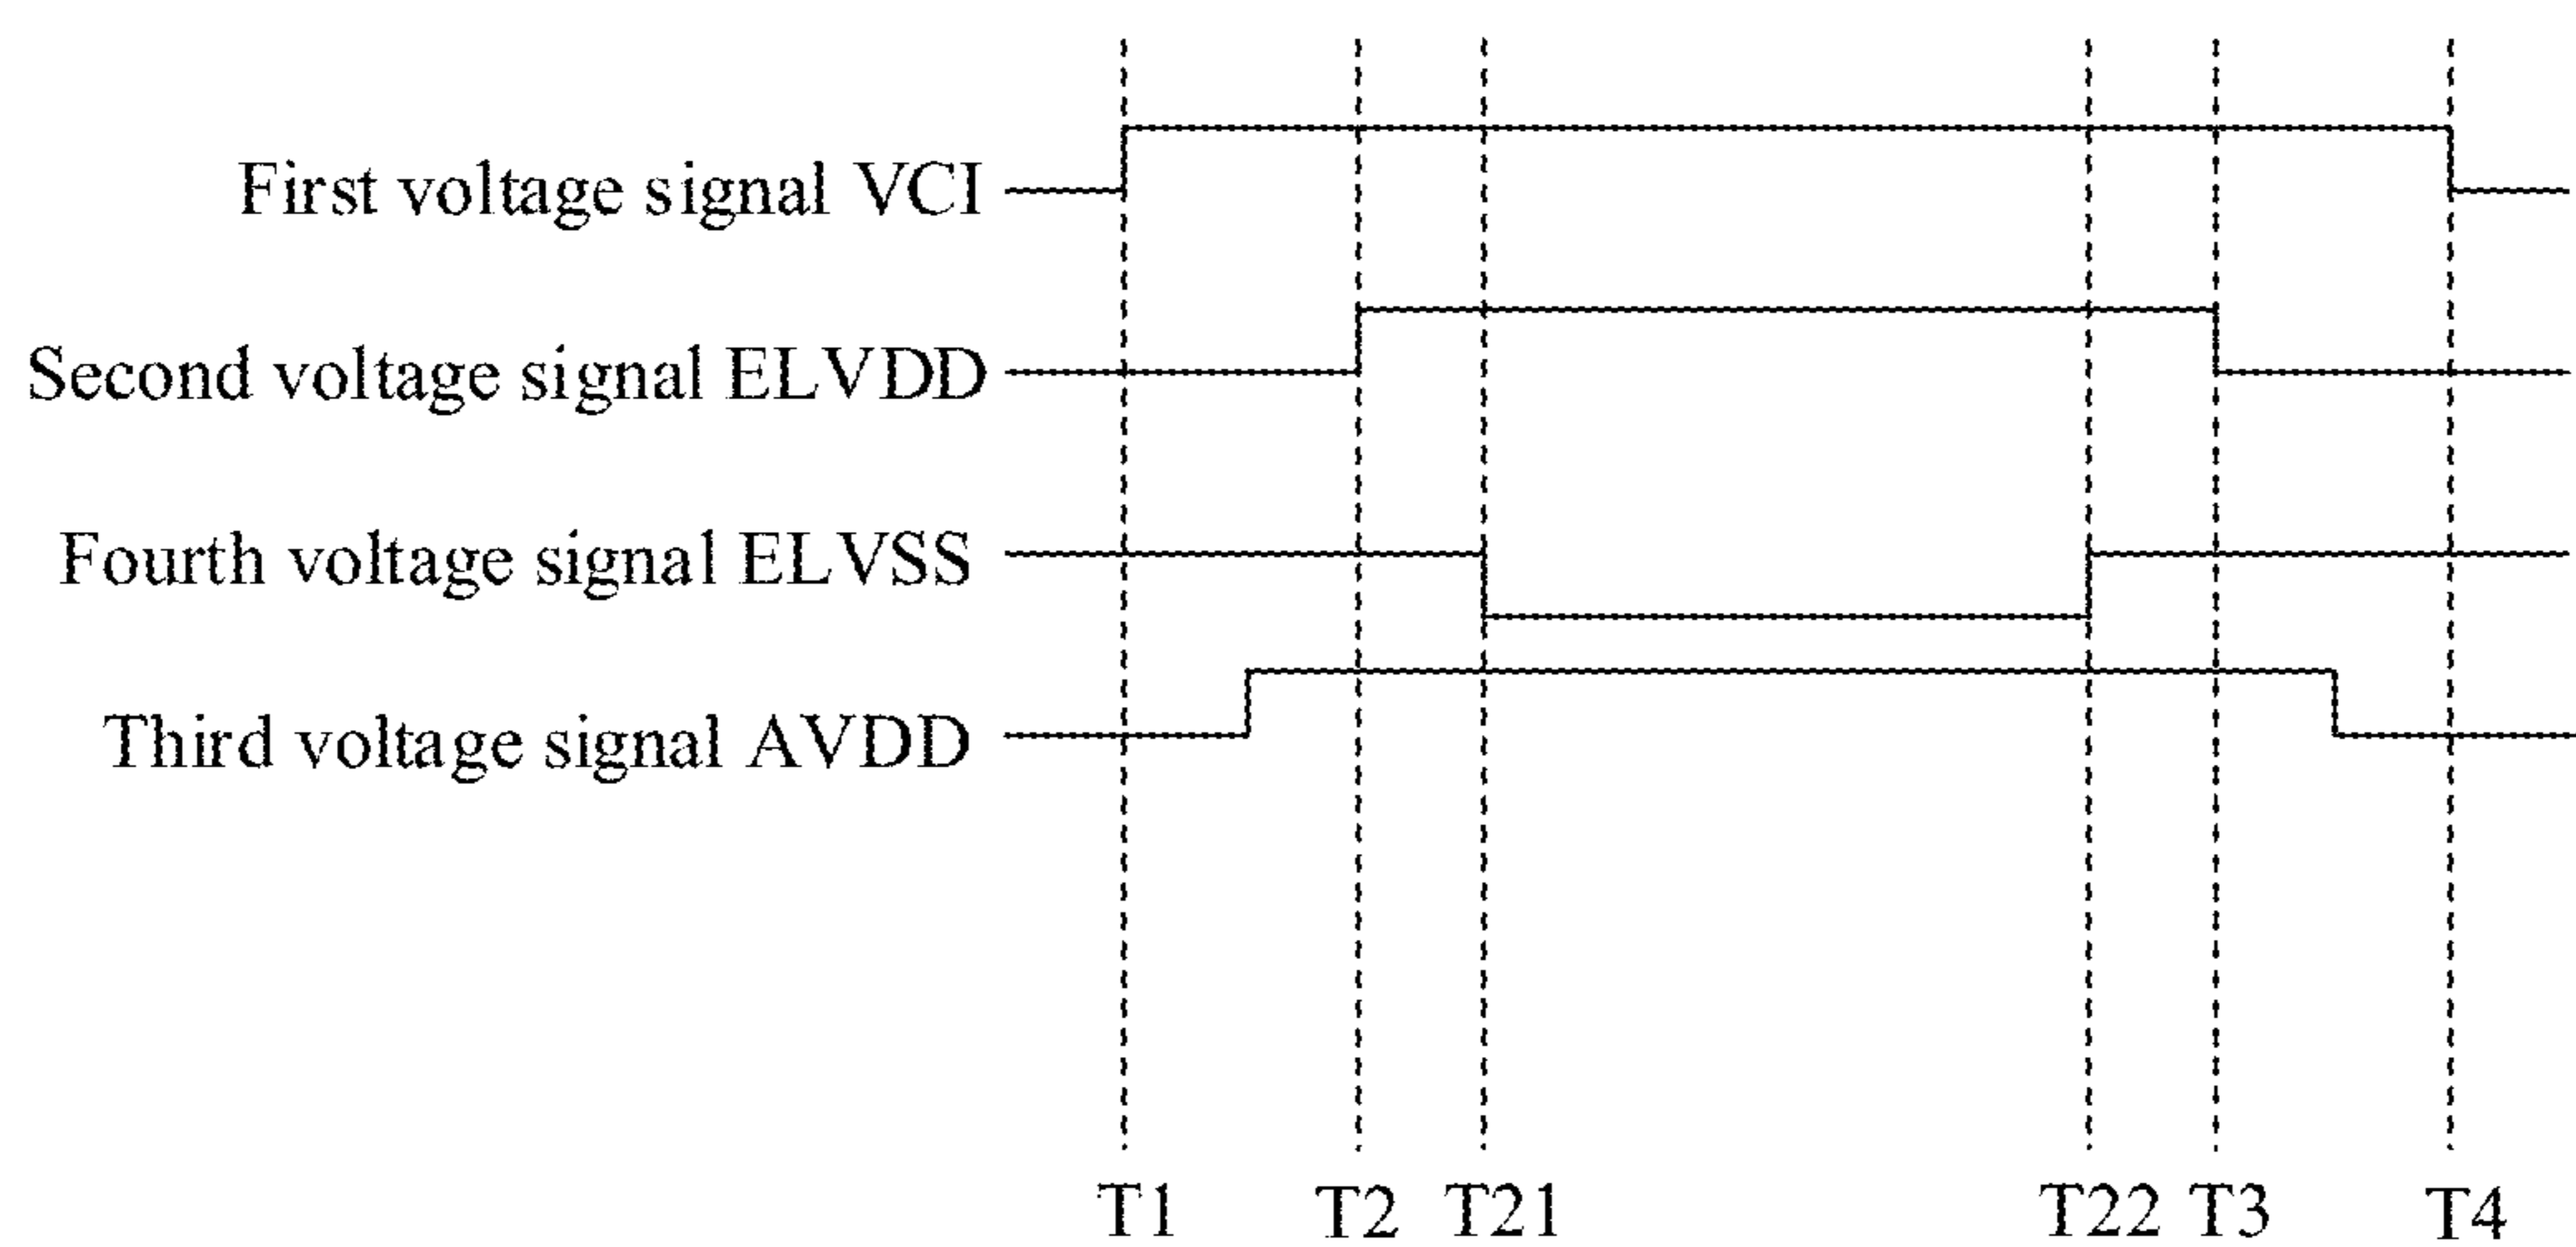 First voltage signal VCI
Second voltage signal ELVDD
Fourth voltage signal ELVSS
Third voltage signal AVDD
T1 T2 T21 T22 T3 T4